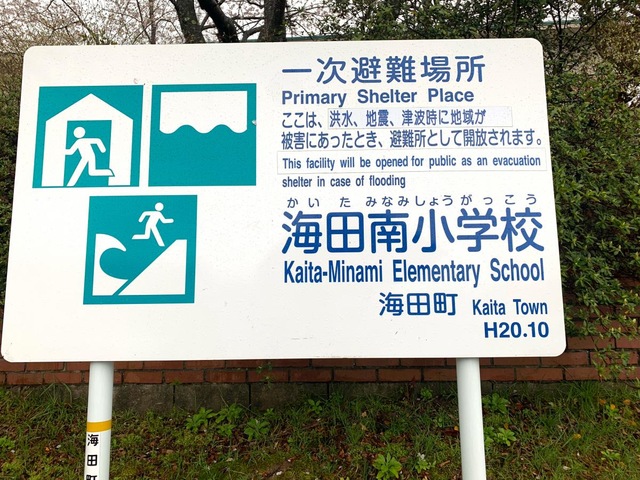 一次避難場所
Primary Shelter Place
ここは、洪水、地震、津波時に地域が
被害にあったとき、避難所として開放されます。
This facility will be opened for public as an evacuation
shelter in case of flooding
かいたみなみしょうがっこう
海田南小学校
Kaita-Minami Elementary School
海田町 Kaita Town
H20.10
海田町